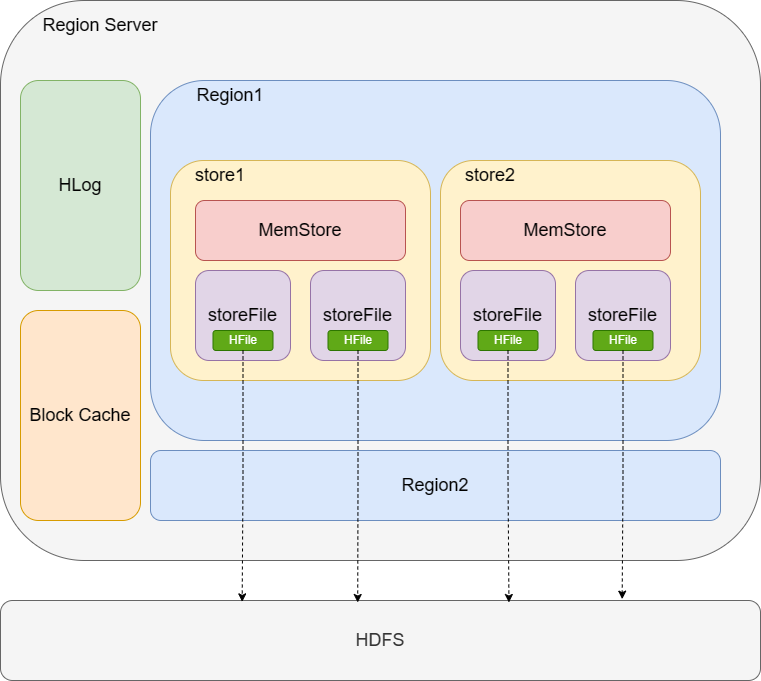 Region Server
HLog
Region1
store1
store2
MemStore
MemStore
storeFile
HFile
storeFile
HFile
storeFile
HFile
storeFile
HFile
Block Cache
Region2
HDFS